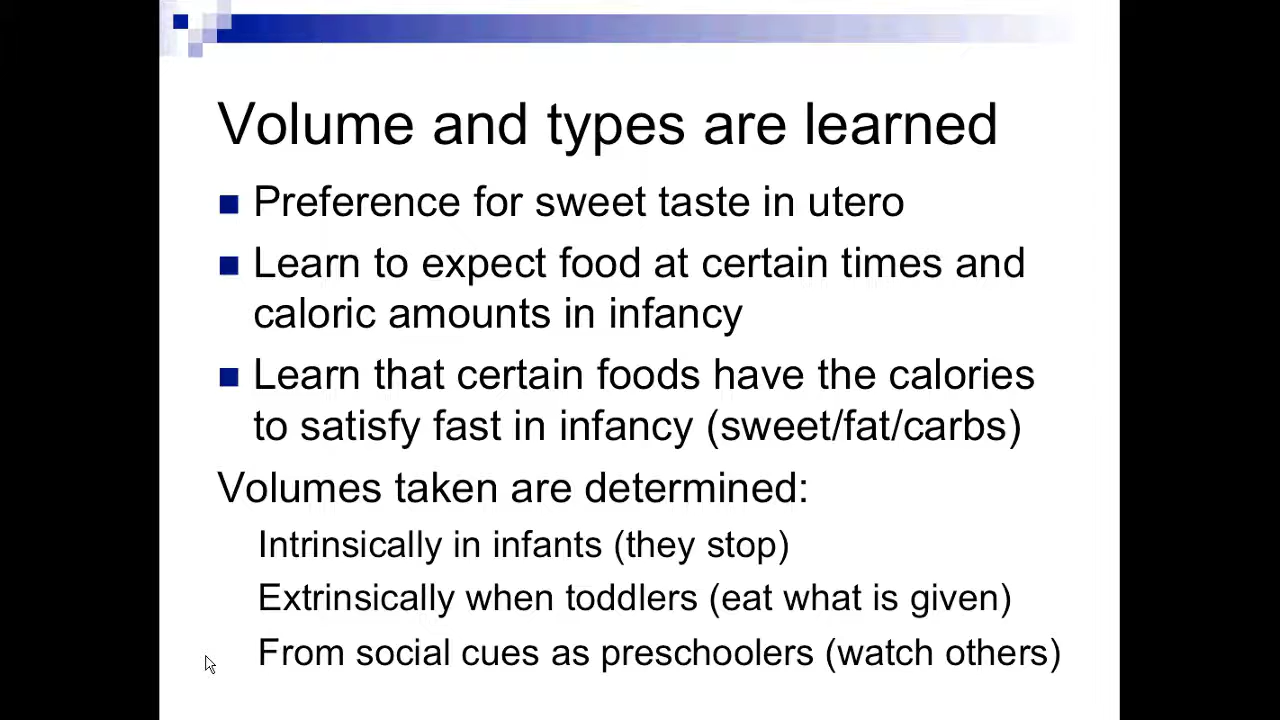 Volume and types are learned
Preference for sweet taste in utero
Learn to expect food at certain times and
caloric amounts in infancy
Learn that certain foods have the calories
to satisfy fast in infancy (sweet/fat/carbs)
Volumes taken are determined:
Intrinsically in infants (they stop)
Extrinsically when toddlers (eat what is given)
From social cues as preschoolers (watch others)